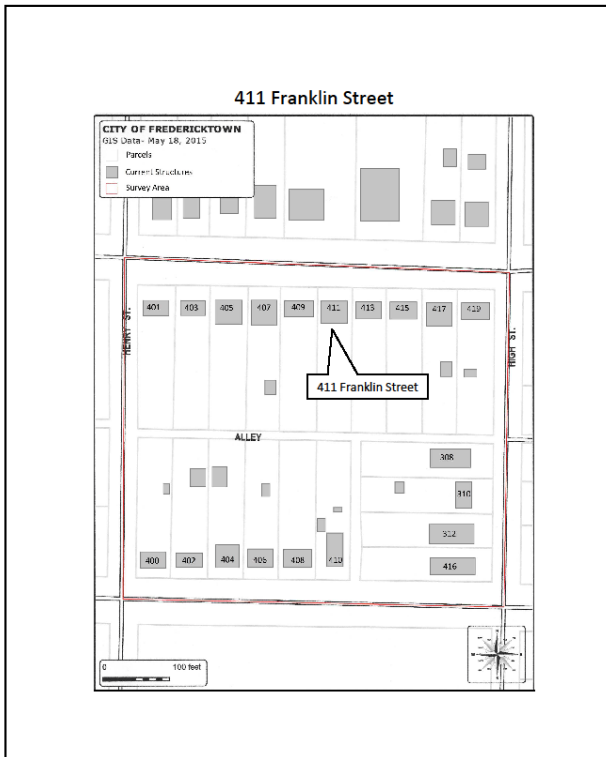 411 Franklin Street
CITY OF FREDERICKTOWN
GIS Data- May 18, 2015
Parcels
Current Structures
Survey Area
401 403 405 407 409 411 413 415 417 419
HENRY ST.
HIGH ST.
411 Franklin Street
ALLEY
308
310
312
400 402 404 406 408 410 416
0 100 feet